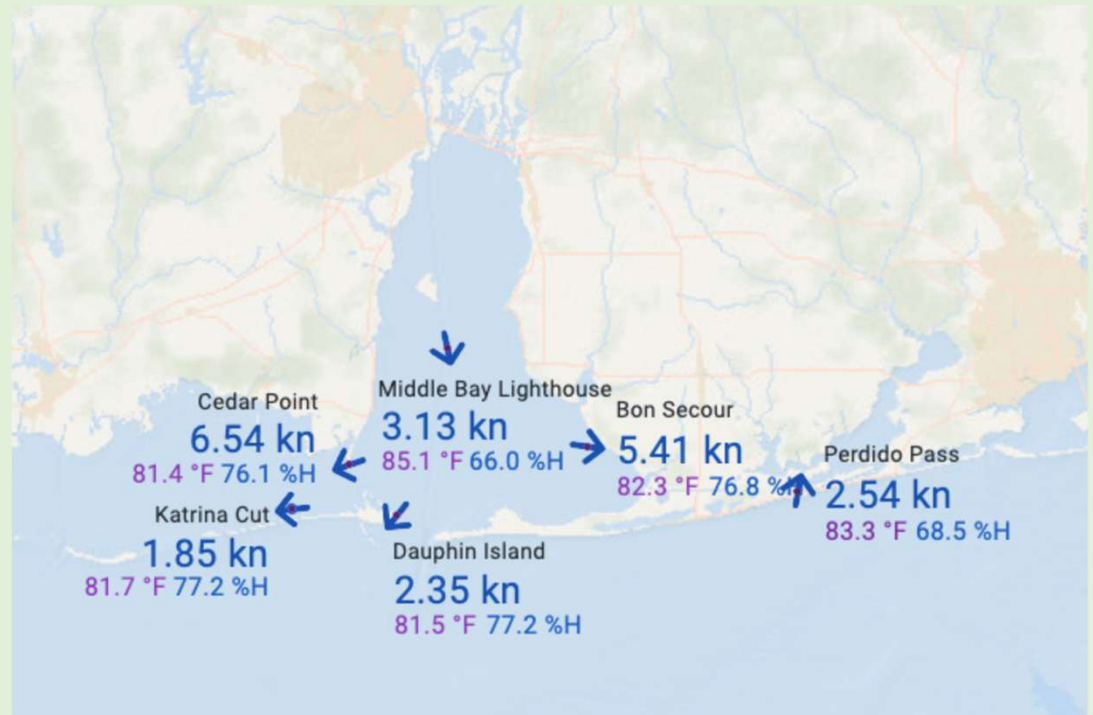 Middle Bay Lighthouse
3.13 kn
85.1 °F 66.0 %H
Cedar Point
6.54 kn
81.4 °F 76.1 %H
Bon Secour
5.41 kn
82.3 °F 76.8 %H
Perdido Pass
2.54 kn
83.3 °F 68.5 %H
Katrina Cut
1.85 kn
81.7 °F 77.2 %H
Dauphin Island
2.35 kn
81.5 °F 77.2 %H